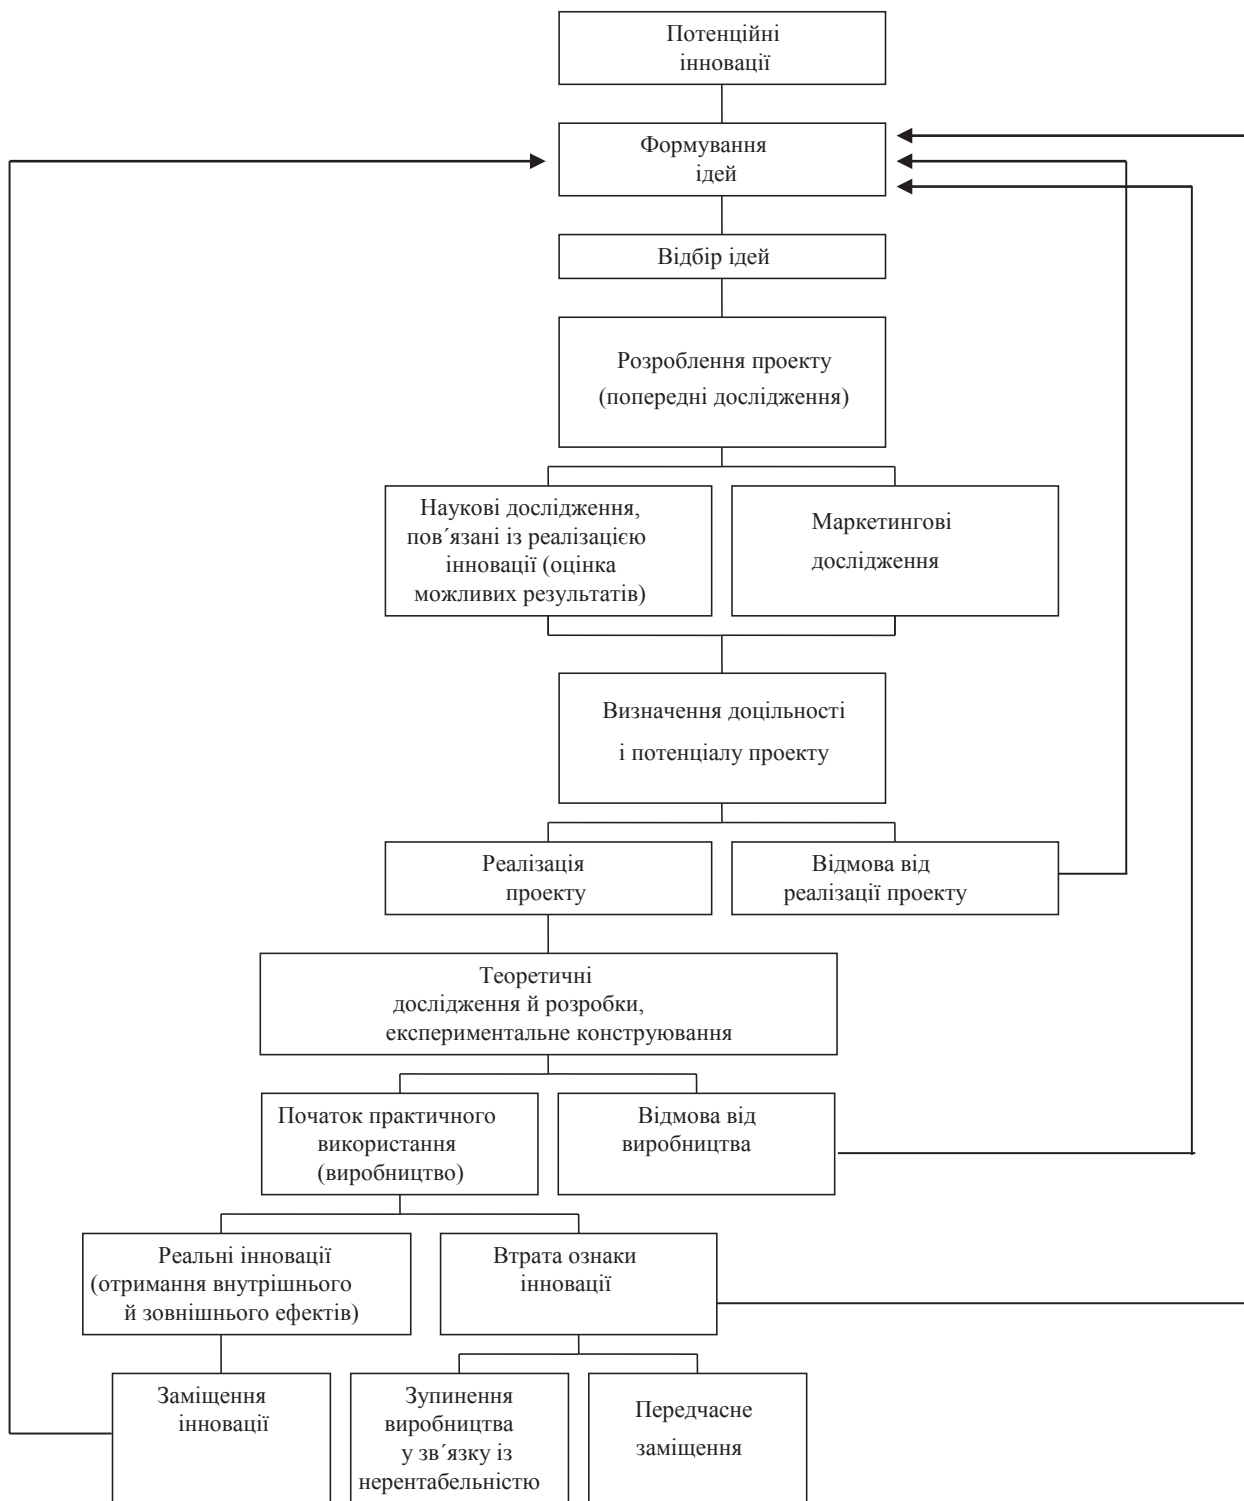 Потенційні
інновації
Формування
ідей
Відбір ідей
Розроблення проекту
(попередні дослідження)
Наукові дослідження,
пов´язані із реалізацією
інновації (оцінка
можливих результатів)
Маркетингові
дослідження
Визначення доцільності
і потенціалу проекту
Реалізація
проекту
Відмова від
реалізації проекту
Теоретичні
дослідження й розробки,
експериментальне конструювання
Початок практичного
використання
(виробництво)
Відмова від
виробництва
Реальні інновації
(отримання внутрішнього
й зовнішнього ефектів)
Втрата ознаки
інновації
Заміщення
інновації
Зупинення
виробництва
у зв´язку із
нерентабельністю
Передчасне
заміщення